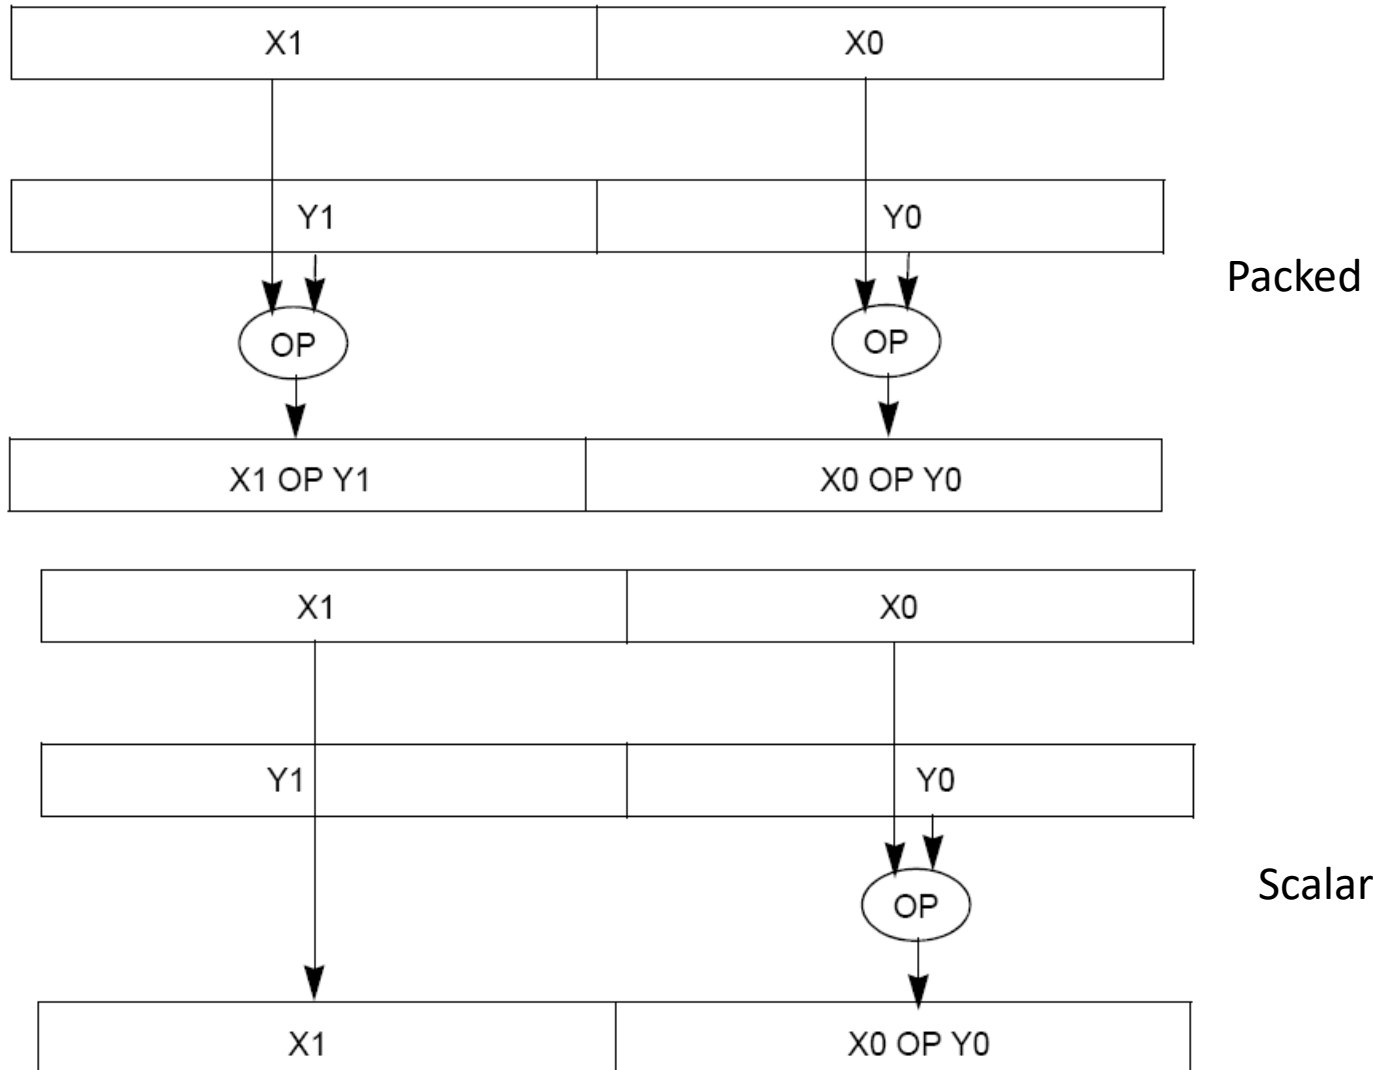 X1 X0
Y1 Y0
Packed
OP OP
X1 OP Y1 X0 OP Y0
X1 X0
Y1 Y0
Scalar
OP
X1 X0 OP Y0